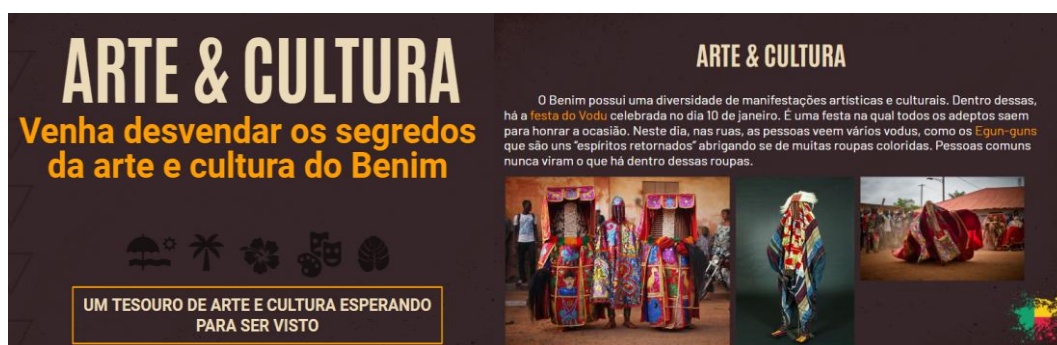 ARTE & CULTURA
Venha desvendar os segredos
da arte e cultura do Benim
UM TESOURO DE ARTE E CULTURA ESPERANDO
PARA SER VISTO
ARTE & CULTURA
O Benim possui uma diversidade de manifestações artísticas e culturais. Dentro dessas,
há a festa do Vodu celebrada no dia 10 de janeiro. É uma festa na qual todos os adeptos saem
para honrar a ocasião. Neste dia, nas ruas, as pessoas veem vários vodus, como os Egun-guns
que são uns "espíritos retornados" abrigando se de muitas roupas coloridas. Pessoas comuns
nunca viram o que há dentro dessas roupas.